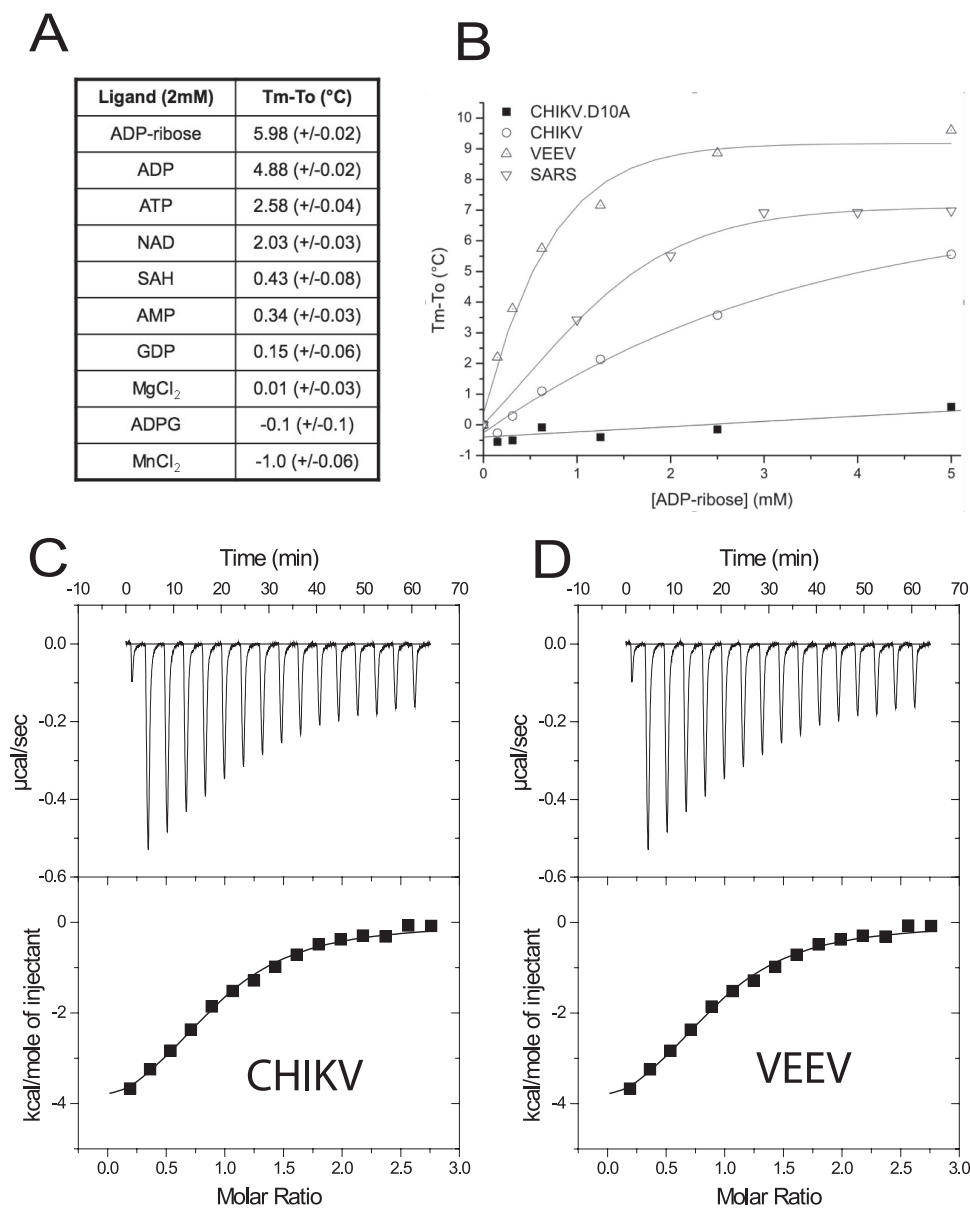 A
Ligand (2mM) Tm-To (°C)
ADP-ribose 5.98 (+/-0.02)
ADP 4.88 (+/-0.02)
ATP 2.58 (+/-0.04)
NAD 2.03 (+/-0.03)
SAH 0.43 (+/-0.08)
AMP 0.34 (+/-0.03)
GDP 0.15 (+/-0.06)
MgCl₂ 0.01 (+/-0.03)
ADPG -0.1 (+/-0.1)
MnCl₂ -1.0 (+/-0.06)
B
CHIKV.D10A
CHIKV
VEEV
SARS
Tm-To (°C)
10
9
8
7
6
5
4
3
2
1
0
-1
0 1 2 3 4 5
[ADP-ribose] (mM)
C
Time (min)
-10 0 10 20 30 40 50 60 70
µcal/sec
0.0
-0.2
-0.4
-0.6
kcal/mole of injectant
0
-2
-4
CHIKV
0.0 0.5 1.0 1.5 2.0 2.5 3.0
Molar Ratio
D
Time (min)
-10 0 10 20 30 40 50 60 70
µcal/sec
0.0
-0.2
-0.4
-0.6
kcal/mole of injectant
0
-2
-4
VEEV
0.0 0.5 1.0 1.5 2.0 2.5 3.0
Molar Ratio